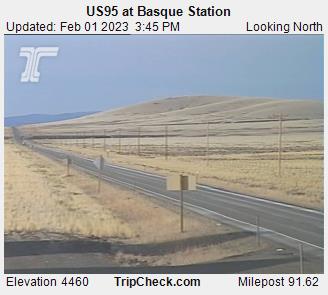 US95 at Basque Station
Updated: Feb 01 2023 3:45 PM Looking North
Elevation 4460 TripCheck.com Milepost 91.62